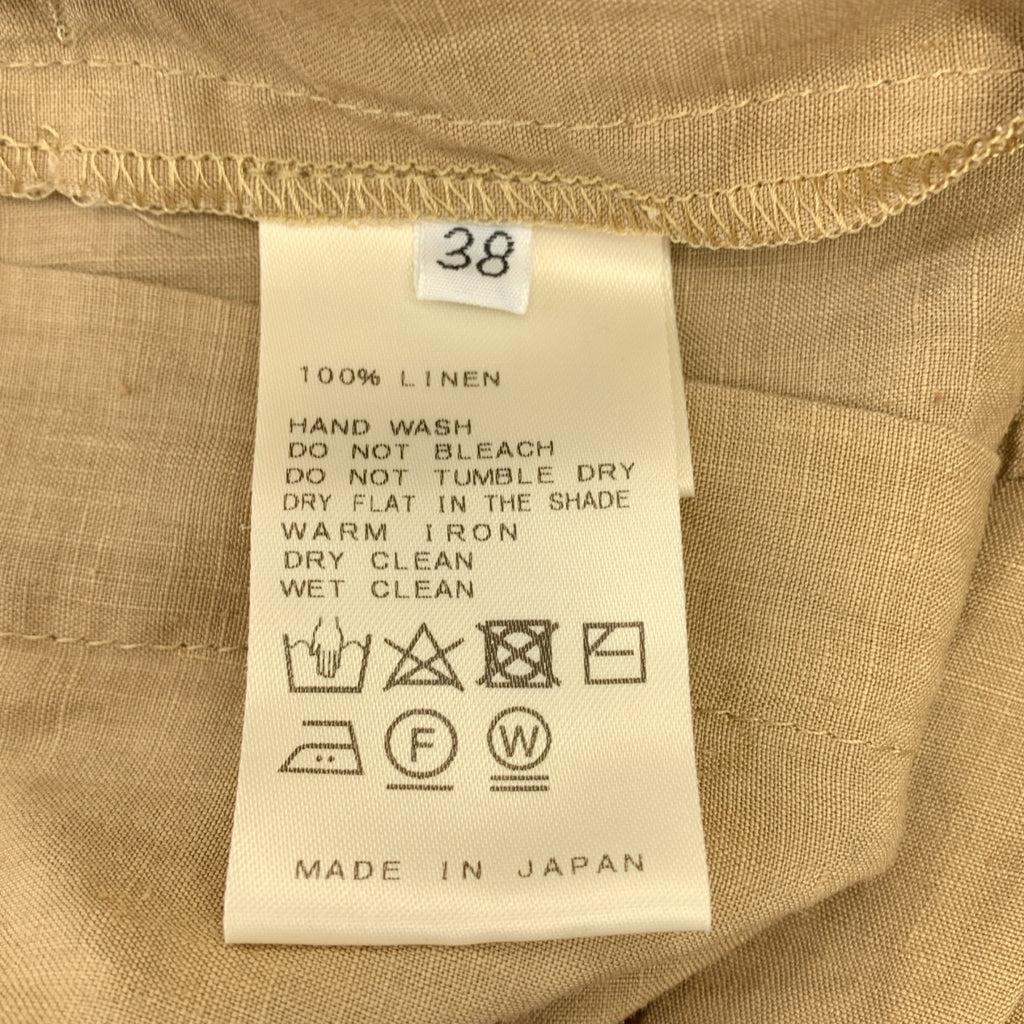 38
100% LINEN
HAND WASH
DO NOT BLEACH
DO NOT TUMBLE DRY
DRY FLAT IN THE SHADE
WARM IRON
DRY CLEAN
WET CLEAN
F W
MADE IN JAPAN